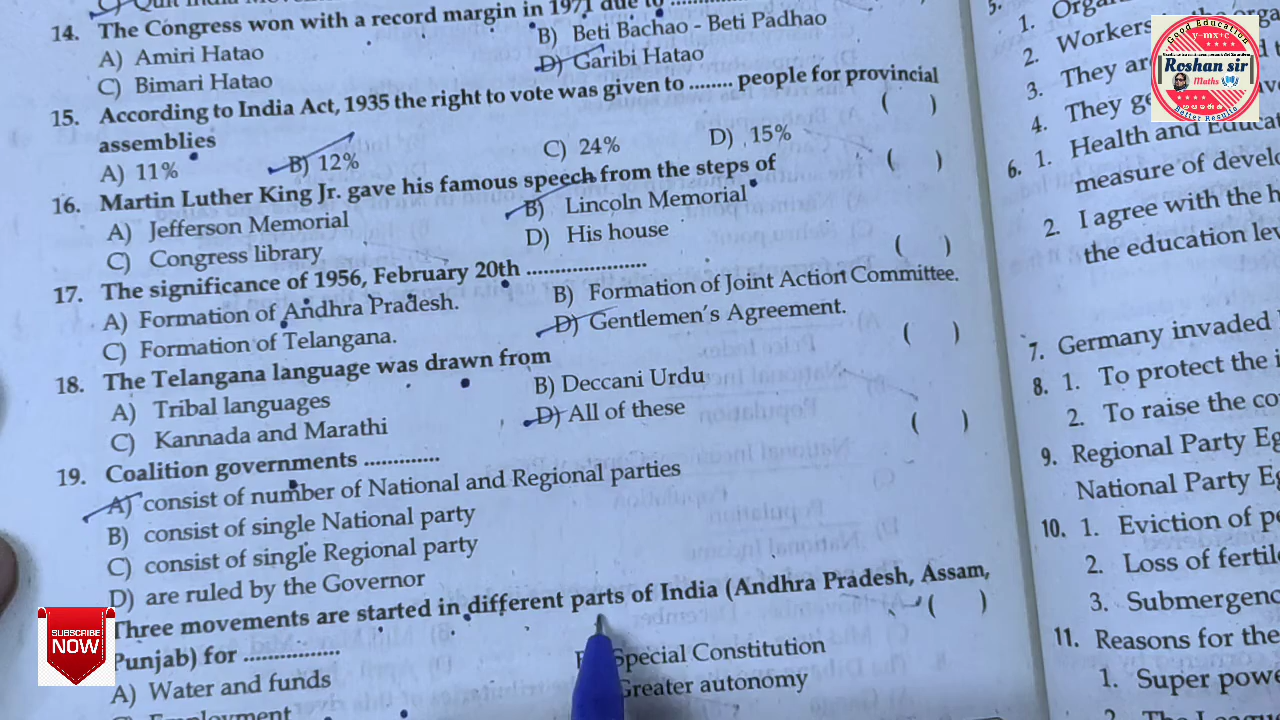 14. The Congress won with a record margin in 1971 due to ..............
A) Amiri Hatao B) Beti Bachao - Beti Padhao
C) Bimari Hatao D) Garibi Hatao
15. According to India Act, 1935 the right to vote was given to ........ people for provincial
assemblies ( )
A) 11% B) 12% C) 24% D) 15%
16. Martin Luther King Jr. gave his famous speech from the steps of ( )
A) Jefferson Memorial B) Lincoln Memorial
C) Congress library D) His house
17. The significance of 1956, February 20th ...................... ( )
A) Formation of Andhra Pradesh. B) Formation of Joint Action Committee.
C) Formation of Telangana. D) Gentlemen's Agreement.
18. The Telangana language was drawn from ( )
A) Tribal languages B) Deccani Urdu
C) Kannada and Marathi D) All of these
19. Coalition governments .............. ( )
A) consist of number of National and Regional parties
B) consist of single National party
C) consist of single Regional party
D) are ruled by the Governor
Three movements are started in different parts of India (Andhra Pradesh, Assam,
Punjab) for ................. ( )
A) Water and funds Special Constitution
Greater autonomy
5. 1.
2. Workers
3. They
4. They
6. 1. Health and
measure of
2. I agree with the
the education
7. Germany invaded
8. 1. To protect the
2. To raise the
9. Regional Party
National Party
10. 1. Eviction of
2. Loss of
3.
11. Reasons for the
1. Super
2. The
Good Education
y=mx+c
Roshan sir
Maths
Better Results
SUBSCRIBE
NOW